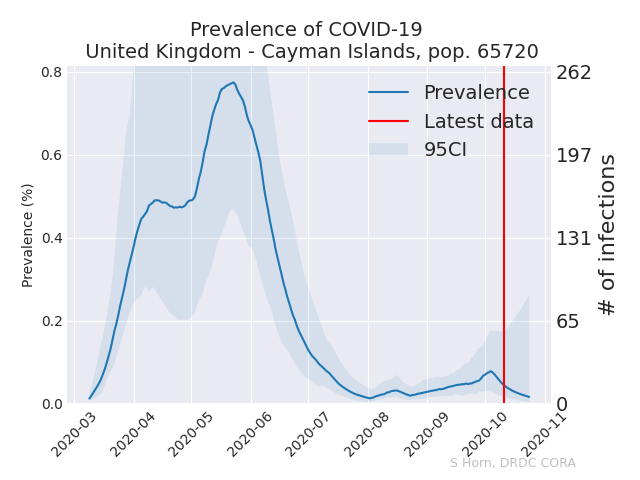 Prevalence of COVID-19
United Kingdom - Cayman Islands, pop. 65720
Prevalence (%)
0.8
0.6
0.4
0.2
0.0
262
197
131
65
0
# of infections
Prevalence
Latest data
95CI
2020-03
2020-04
2020-05
2020-06
2020-07
2020-08
2020-09
2020-10
2020-11
S Horn, DRDC CORA